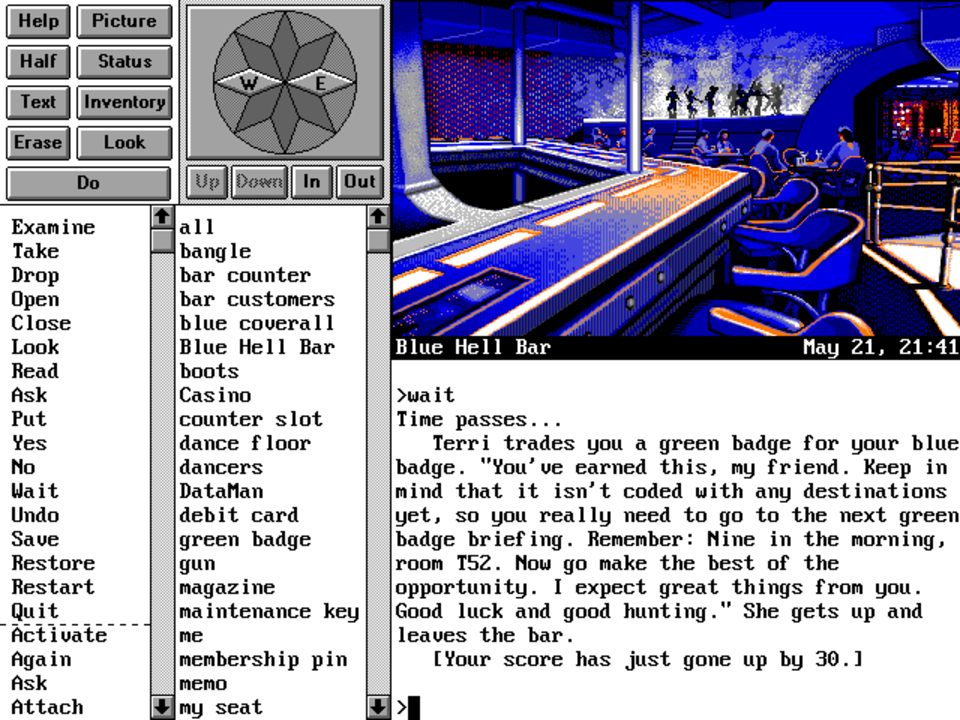 Help
Picture
Half
Status
Text
Inventory
Erase
Look
Do
W
E
Up
Down
In
Out
Examine
Take
Drop
Open
Close
Look
Read
Ask
Put
Yes
No
Wait
Undo
Save
Restore
Restart
Quit
Activate
Again
Ask
Attach
all
bangle
bar counter
bar customers
blue coverall
Blue Hell Bar
boots
Casino
counter slot
dance floor
dancers
DataMan
debit card
green badge
gun
magazine
maintenance key
me
membership pin
memo
my seat
Blue Hell Bar May 21, 21:41
>wait
Time passes...
Terri trades you a green badge for your blue
badge. "You've earned this, my friend. Keep in
mind that it isn't coded with any destinations
yet, so you really need to go to the next green
badge briefing. Remember: Nine in the morning,
room T52. Now go make the best of the
opportunity. I expect great things from you.
Good luck and good hunting." She gets up and
leaves the bar.
[Your score has just gone up by 30.]
>